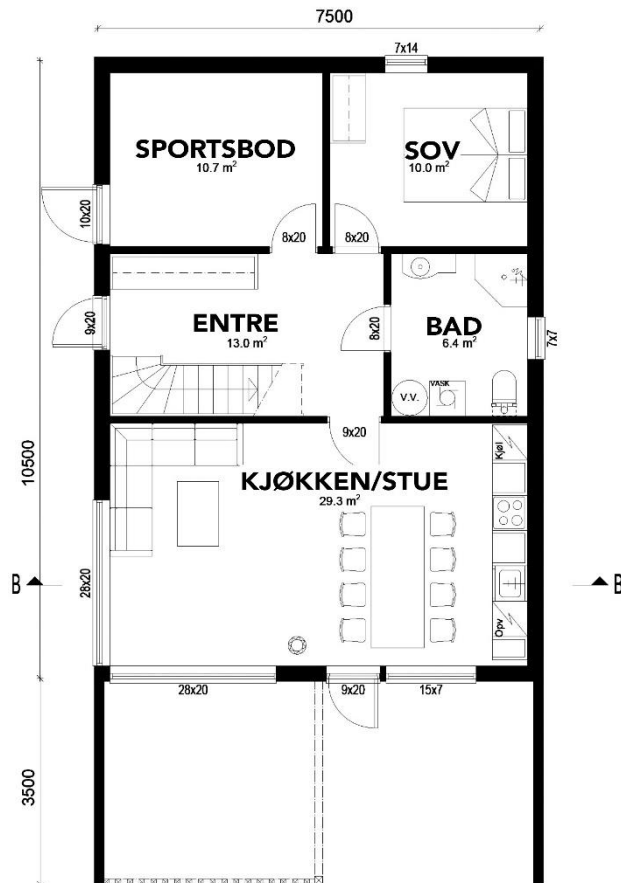 7500
7x14
SPORTSBOD
10.7 m²
SOV
10.0 m²
10x20
8x20
8x20
9x20
ENTRE
13.0 m²
8x20
BAD
6.4 m²
7x7
V.V.
VASK
10500
9x20
Kjøl
KJØKKEN/STUE
29.3 m²
B
28x20
B
Opv
28x20
9x20
15x7
3500